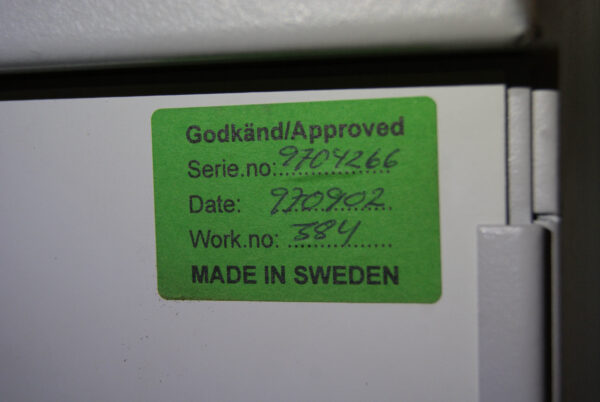 Godkänd/Approved
Serie.no: 9704266
Date: 970902
Work.no: 384
MADE IN SWEDEN